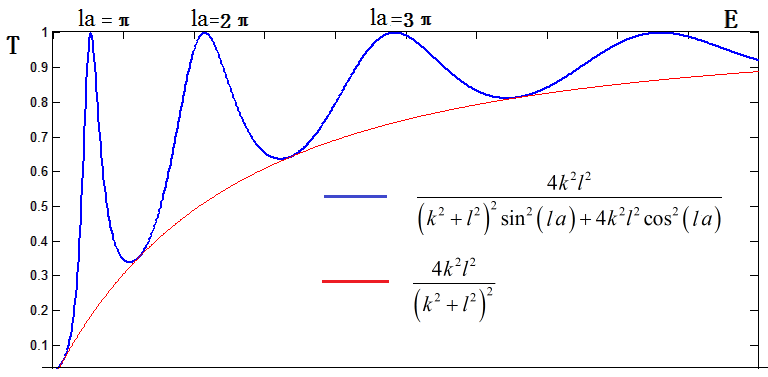 la = π la=2 π la=3 π E
T
1
0.9
0.8
0.7
0.6
0.5
0.4
0.3
0.2
0.1
4k²l²
(k² + l²)² sin² (la) + 4k²l² cos² (la)
4k²l²
(k² + l²)²